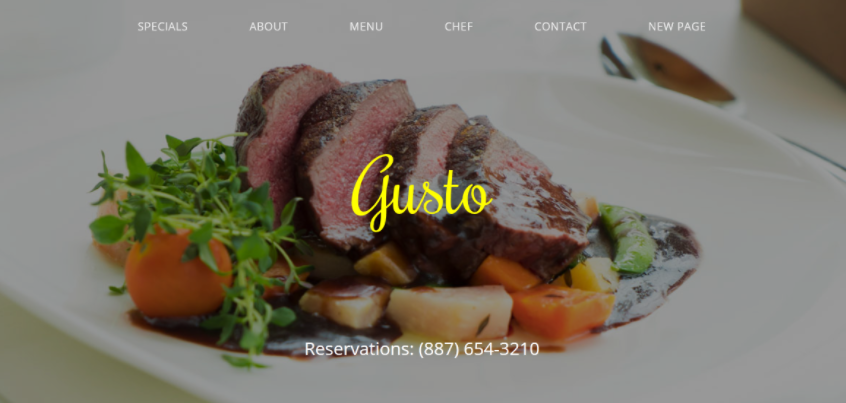 SPECIALS ABOUT MENU CHEF CONTACT NEW PAGE
Gusto
Reservations: (887) 654-3210